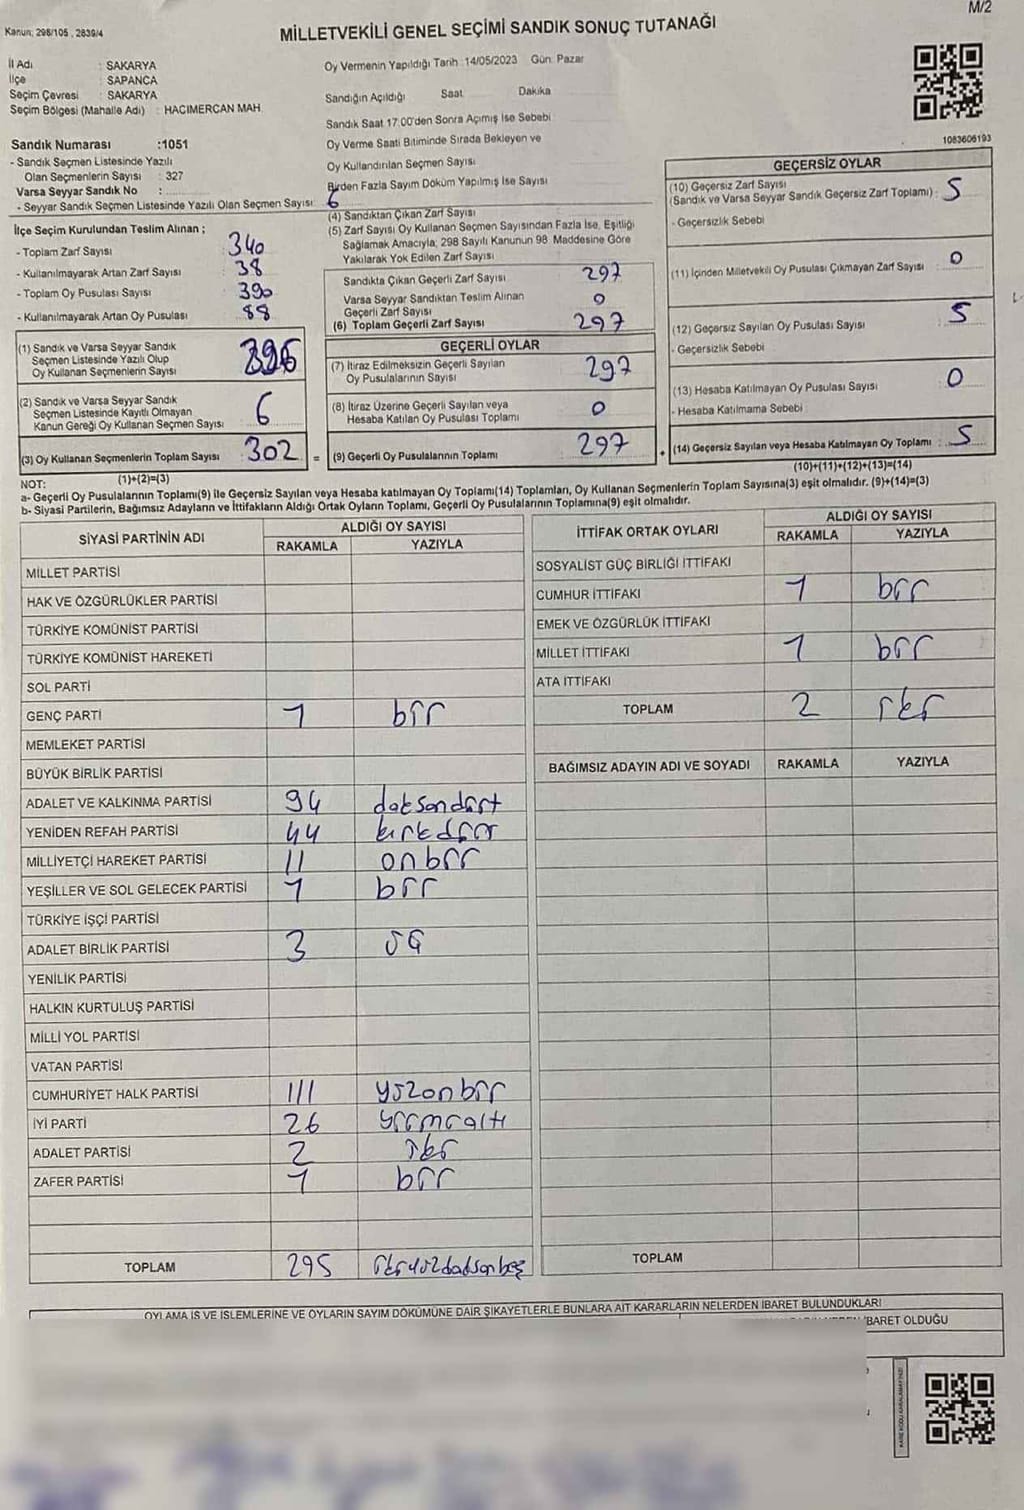 M/2
Kanun; 298/105 , 2839/4
MİLLETVEKİLİ GENEL SEÇİMİ SANDIK SONUÇ TUTANAĞI
İl Adı : SAKARYA
İlçe : SAPANCA
Seçim Çevresi : SAKARYA
Seçim Bölgesi (Mahalle Adi) : HACIMERCAN MAH.
Sandık Numarası :1051
- Sandık Seçmen Listesinde Yazılı
Olan Seçmenlerin Sayısı : 327
Varsa Seyyar Sandık No :
- Seyyar Sandık Seçmen Listesinde Yazılı Olan Seçmen Sayısı:
İlçe Seçim Kurulundan Teslim Alınan ;
- Toplam Zarf Sayısı : 340
- Kullanılmayarak Artan Zarf Sayısı : 38
- Toplam Oy Pusulası Sayısı : 390
- Kullanılmayarak Artan Oy Pusulası : 88
(1) Sandık ve Varsa Seyyar Sandık
Seçmen Listesinde Yazılı Olup
Oy Kullanan Seçmenlerin Sayısı
(2) Sandık ve Varsa Seyyar Sandık
Seçmen Listesinde Kayıtlı Olmayan
Kanun Gereği Oy Kullanan Seçmen Sayısı : 6
(3) Oy Kullanan Seçmenlerin Toplam Sayısı : 302 =
(1)+(2)=(3)
Oy Vermenin Yapıldığı Tarih :14/05/2023 Gün: Pazar
Sandığın Açıldığı Saat Dakika
Sandık Saat 17:00'den Sonra Açımış İse Sebebi
Oy Verme Saati Bitiminde Sırada Bekleyen ve
Oy Kullandırılan Seçmen Sayısı
Birden Fazla Sayım Döküm Yapılmış İse Sayısı
6
(4) Sandıktan Çıkan Zarf Sayısı
(5) Zarf Sayısı Oy Kullanan Seçmen Sayısından Fazla İse, Eşitliği
Sağlamak Amacıyla; 298 Sayılı Kanunun 98. Maddesine Göre
Yakılarak Yok Edilen Zarf Sayısı
Sandıkta Çıkan Geçerli Zarf Sayısı : 297
Varsa Seyyar Sandıktan Teslim Alınan
Geçerli Zarf Sayısı : 0
(6) Toplam Geçerli Zarf Sayısı : 297
GEÇERLİ OYLAR
(7) İtiraz Edilmeksizin Geçerli Sayılan
Oy Pusulalarının Sayısı : 297
(8) İtiraz Üzerine Geçerli Sayılan veya
Hesaba Katılan Oy Pusulası Toplamı : 0
(9) Geçerli Oy Pusulalarının Toplamı : 297
1083606193
GEÇERSİZ OYLAR
(10) Geçersiz Zarf Sayısı
(Sandık ve Varsa Seyyar Sandık Geçersiz Zarf Toplamı) : 5
- Geçersizlik Sebebi
(11) İçinden Milletvekili Oy Pusulası Çıkmayan Zarf Sayısı : 0
(12) Geçersiz Sayılan Oy Pusulası Sayısı : 5
- Geçersizlik Sebebi
(13) Hesaba Katılmayan Oy Pusulası Sayısı : 0
- Hesaba Katılmama Sebebi
(14) Geçersiz Sayılan veya Hesaba Katılmayan Oy Toplamı : 5
(10)+(11)+(12)+(13)=(14)
NOT:
a- Geçerli Oy Pusulalarının Toplamı(9) ile Geçersiz Sayılan veya Hesaba katılmayan Oy Toplamı(14) Toplamları, Oy Kullanan Seçmenlerin Toplam Sayısına(3) eşit olmalıdır. (9)+(14)=(3)
b- Siyasi Partilerin, Bağımsız Adayların ve İttifakların Aldığı Ortak Oyların Toplamı, Geçerli Oy Pusulalarının Toplamına(9) eşit olmalıdır.
SİYASİ PARTİNİN ADI ALDIĞI OY SAYISI
RAKAMLA YAZIYLA
MİLLET PARTİSİ
HAK VE ÖZGÜRLÜKLER PARTİSİ
TÜRKİYE KOMÜNİST PARTİSİ
TÜRKİYE KOMÜNİST HAREKETİ
SOL PARTİ
GENÇ PARTİ 1 bir
MEMLEKET PARTİSİ
BÜYÜK BİRLİK PARTİSİ
ADALET VE KALKINMA PARTİSİ 94 doksandört
YENİDEN REFAH PARTİSİ 44 kırkdör
MİLLİYETÇİ HAREKET PARTİSİ 11 onbir
YEŞİLLER VE SOL GELECEK PARTİSİ 1 bir
TÜRKİYE İŞÇİ PARTİSİ
ADALET BİRLİK PARTİSİ 3 üç
YENİLİK PARTİSİ
HALKIN KURTULUŞ PARTİSİ
MİLLİ YOL PARTİSİ
VATAN PARTİSİ
CUMHURİYET HALK PARTİSİ 111 yüzonbir
İYİ PARTİ 26 yirmialtı
ADALET PARTİSİ 2 iki
ZAFER PARTİSİ 1 bir
TOPLAM 295 ikiyüzdoksanbeş
İTTİFAK ORTAK OYLARI ALDIĞI OY SAYISI
RAKAMLA YAZIYLA
SOSYALİST GÜÇ BİRLİĞİ İTTİFAKI
CUMHUR İTTİFAKI 1 bir
EMEK VE ÖZGÜRLÜK İTTİFAKI
MİLLET İTTİFAKI 1 bir
ATA İTTİFAKI
TOPLAM 2 iki
BAĞIMSIZ ADAYIN ADI VE SOYADI RAKAMLA YAZIYLA
TOPLAM
OYLAMA İŞ VE İŞLEMLERİNE VE OYLARIN SAYIM DÖKÜMÜNE DAİR ŞİKAYETLERLE BUNLARA AİT KARARLARIN NELERDEN İBARET BULUNDUKLARI
İBARET OLDUĞU
KARE KODU KARALAMAYINIZ!